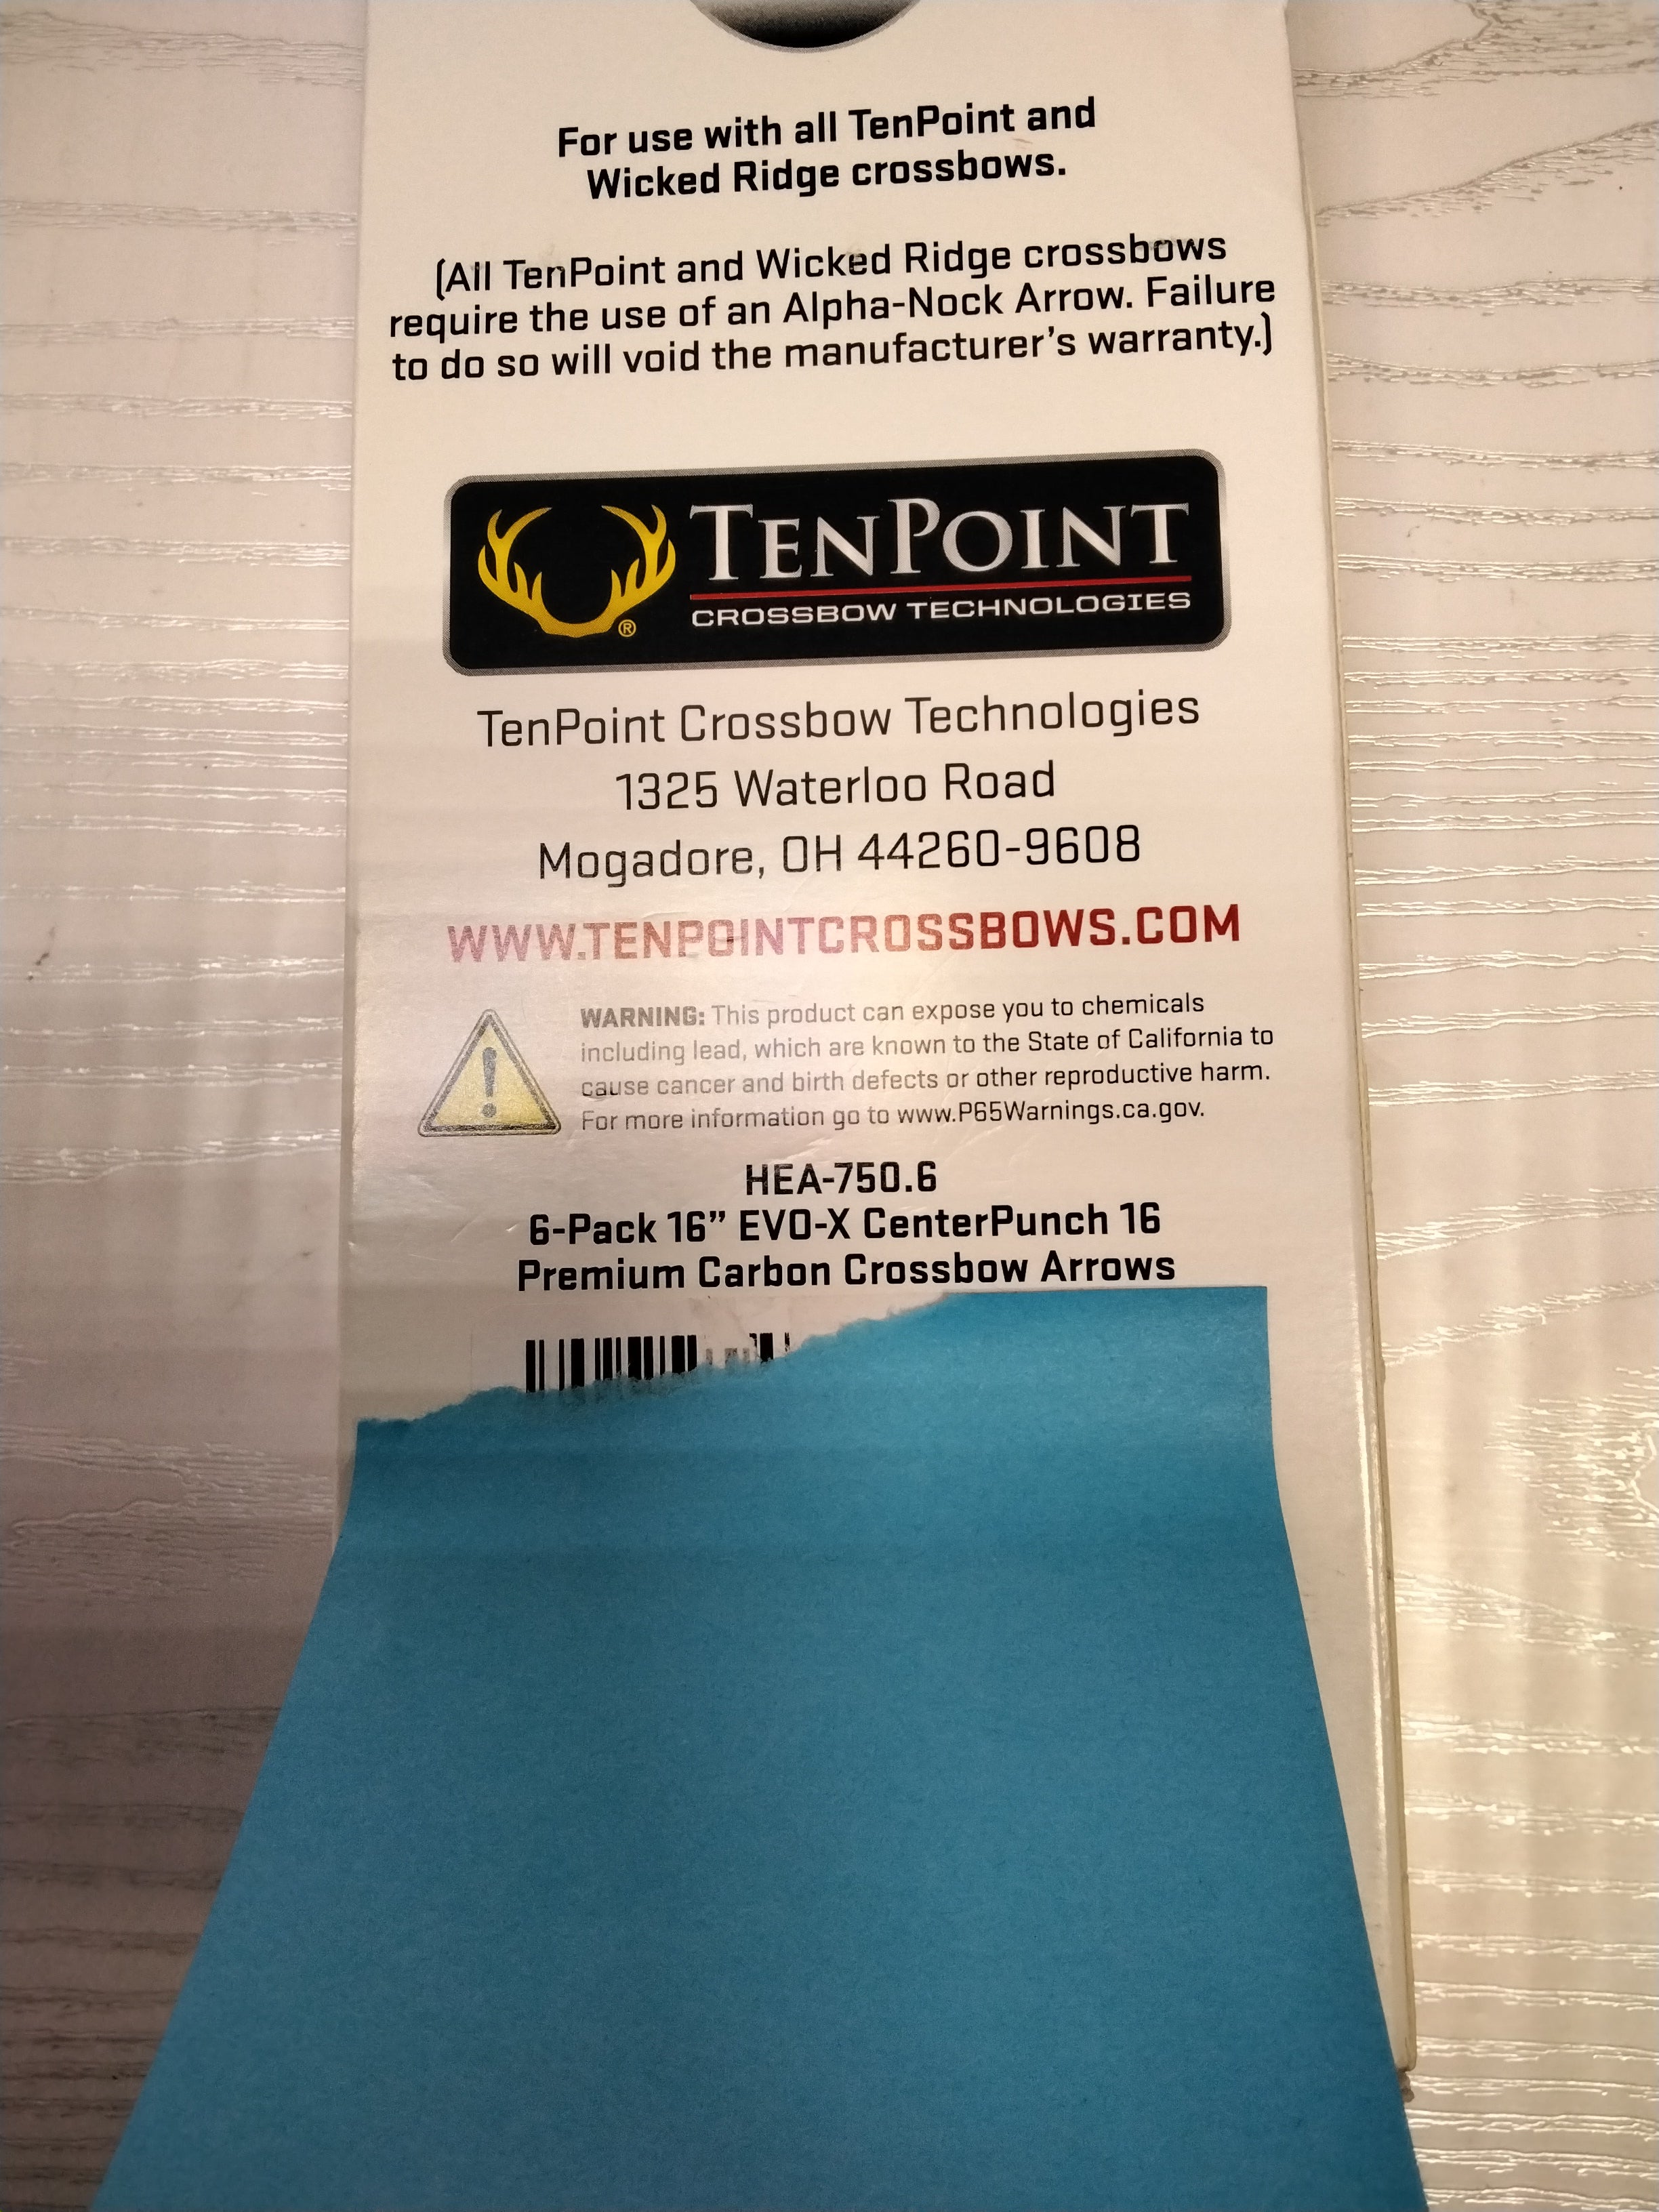 For use with all TenPoint and
Wicked Ridge crossbows.
(All TenPoint and Wicked Ridge crossbows
require the use of an Alpha-Nock Arrow. Failure
to do so will void the manufacturer's warranty.)
TENPOINT
CROSSBOW TECHNOLOGIES
®
TenPoint Crossbow Technologies
1325 Waterloo Road
Mogadore, OH 44260-9608
WWW.TENPOINTCROSSBOWS.COM
WARNING: This product can expose you to chemicals
including lead, which are known to the State of California to
cause cancer and birth defects or other reproductive harm.
For more information go to www.P65Warnings.ca.gov.
HEA-750.6
6-Pack 16” EVO-X CenterPunch 16
Premium Carbon Crossbow Arrows